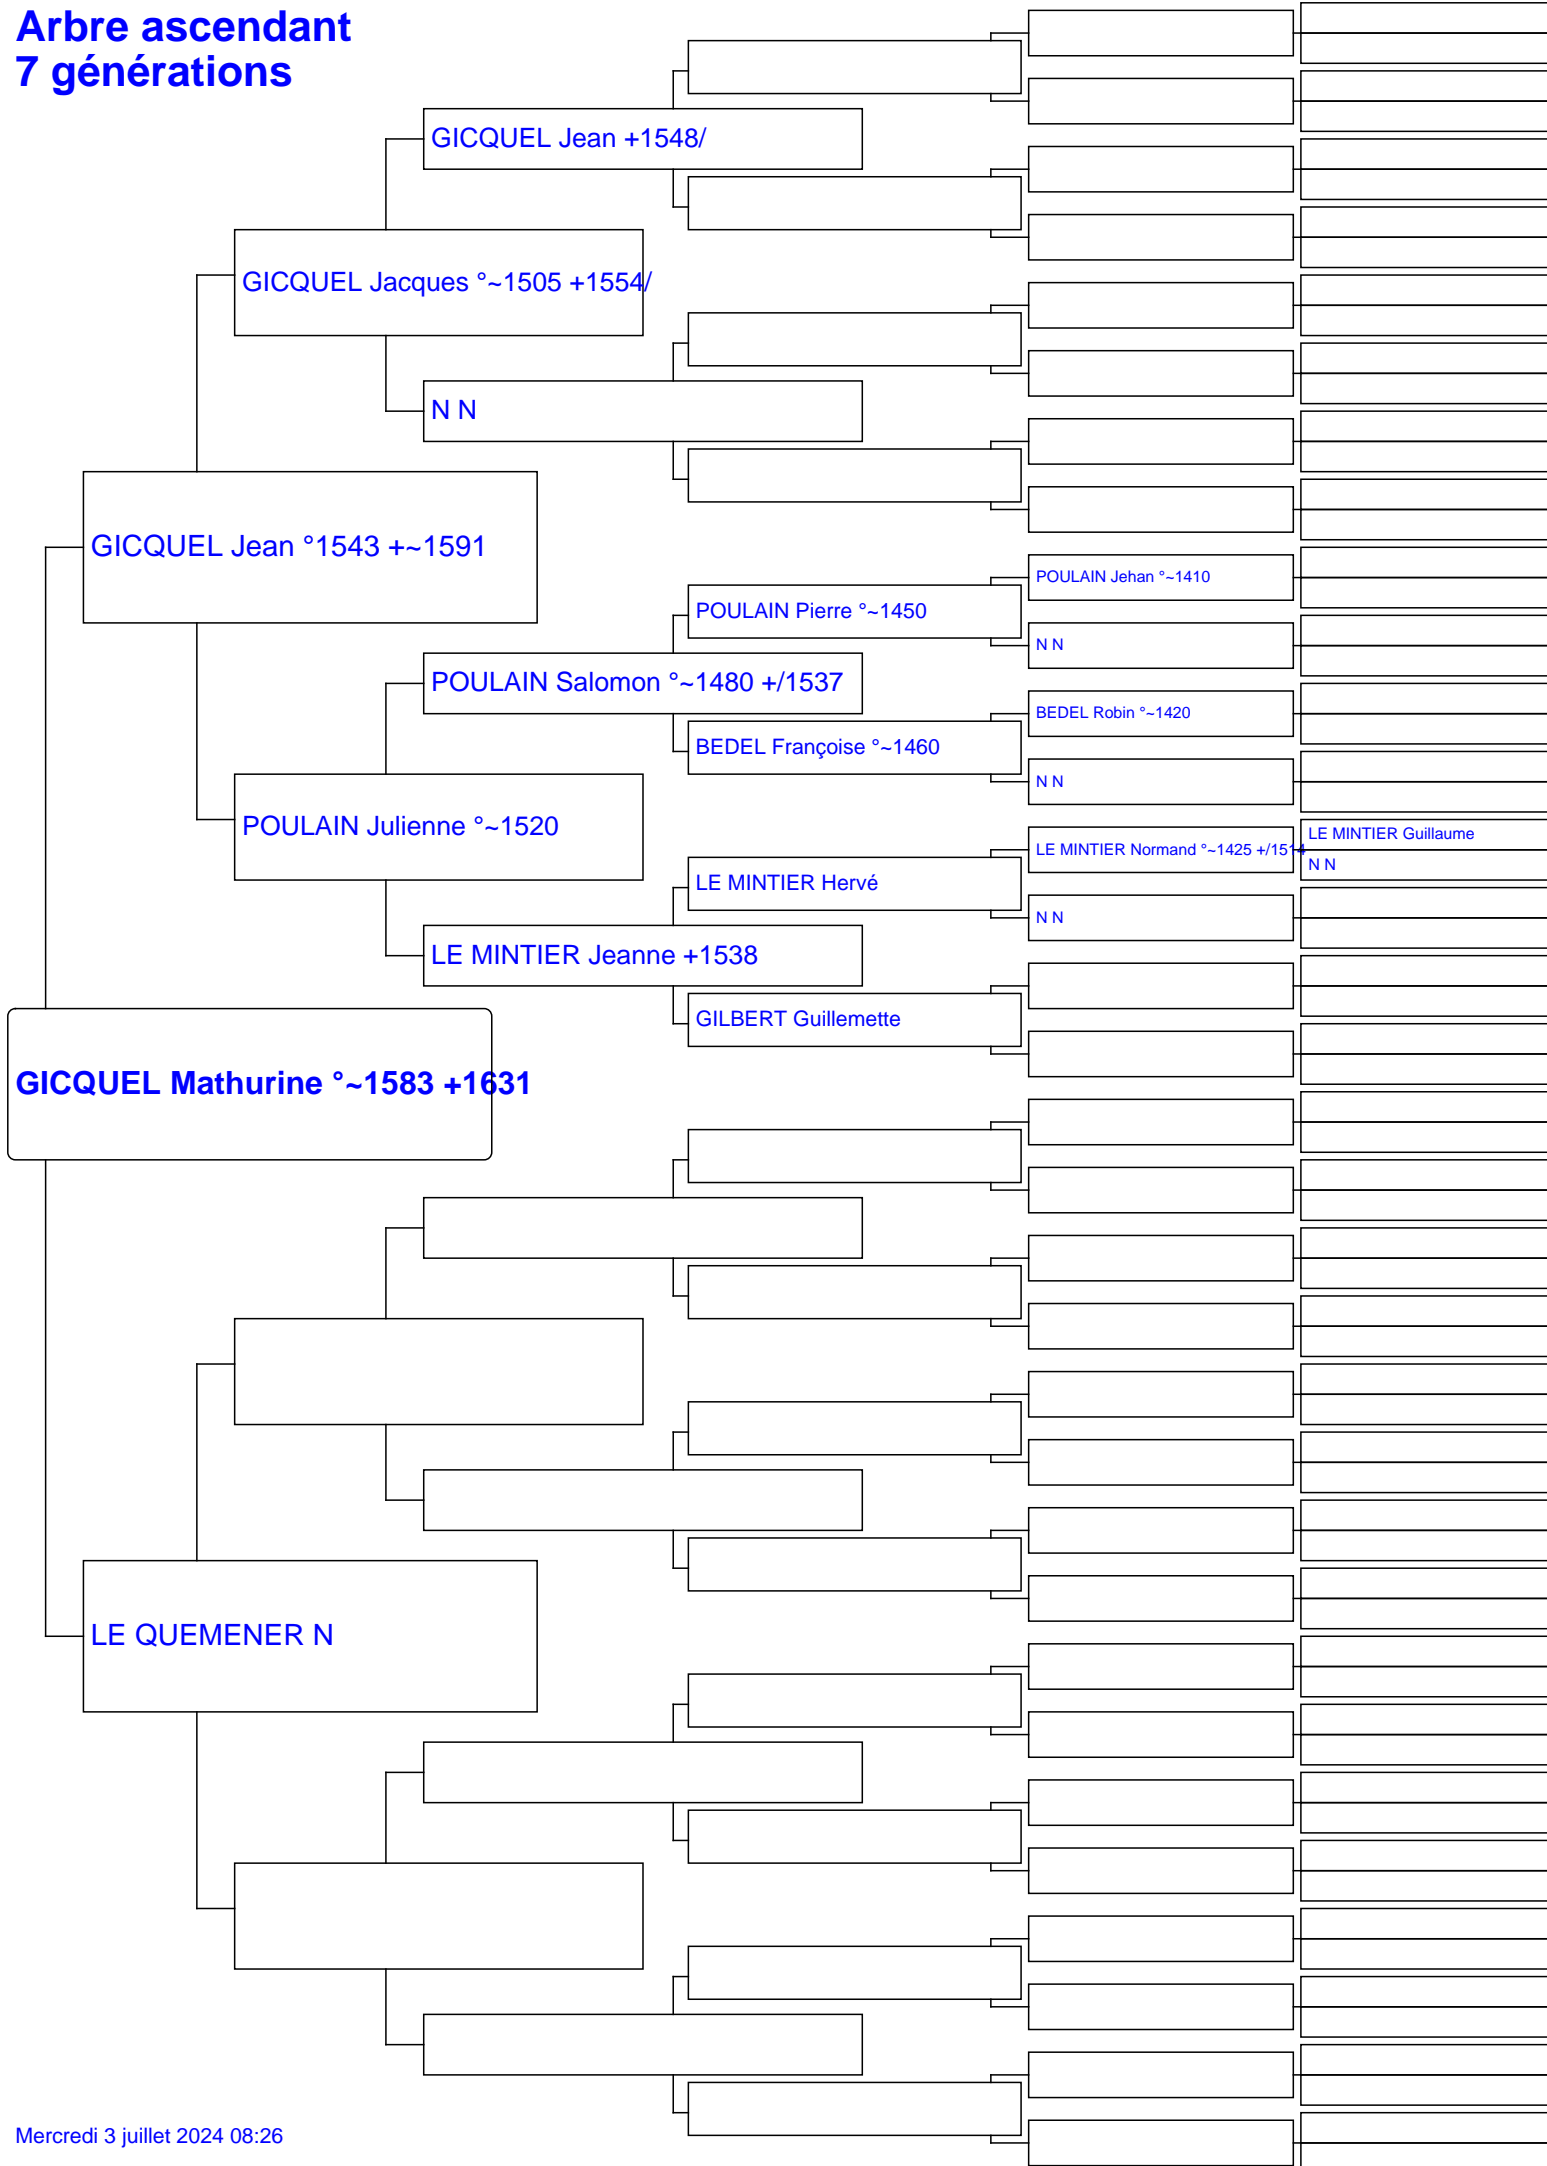 Arbre ascendant
7 générations
GICQUEL Jean +1548/
GICQUEL Jacques °~1505 +1554/
N N
GICQUEL Jean °1543 +~1591
POULAIN Jehan °~1410
POULAIN Pierre °~1450
N N
POULAIN Salomon °~1480 +/1537
BEDEL Robin °~1420
BEDEL Françoise °~1460
N N
POULAIN Julienne °~1520
LE MINTIER Guillaume
LE MINTIER Normand °~1425 +/1514
N N
LE MINTIER Hervé
N N
LE MINTIER Jeanne +1538
GILBERT Guillemette
GICQUEL Mathurine °~1583 +1631
LE QUEMENER N
Mercredi 3 juillet 2024 08:26